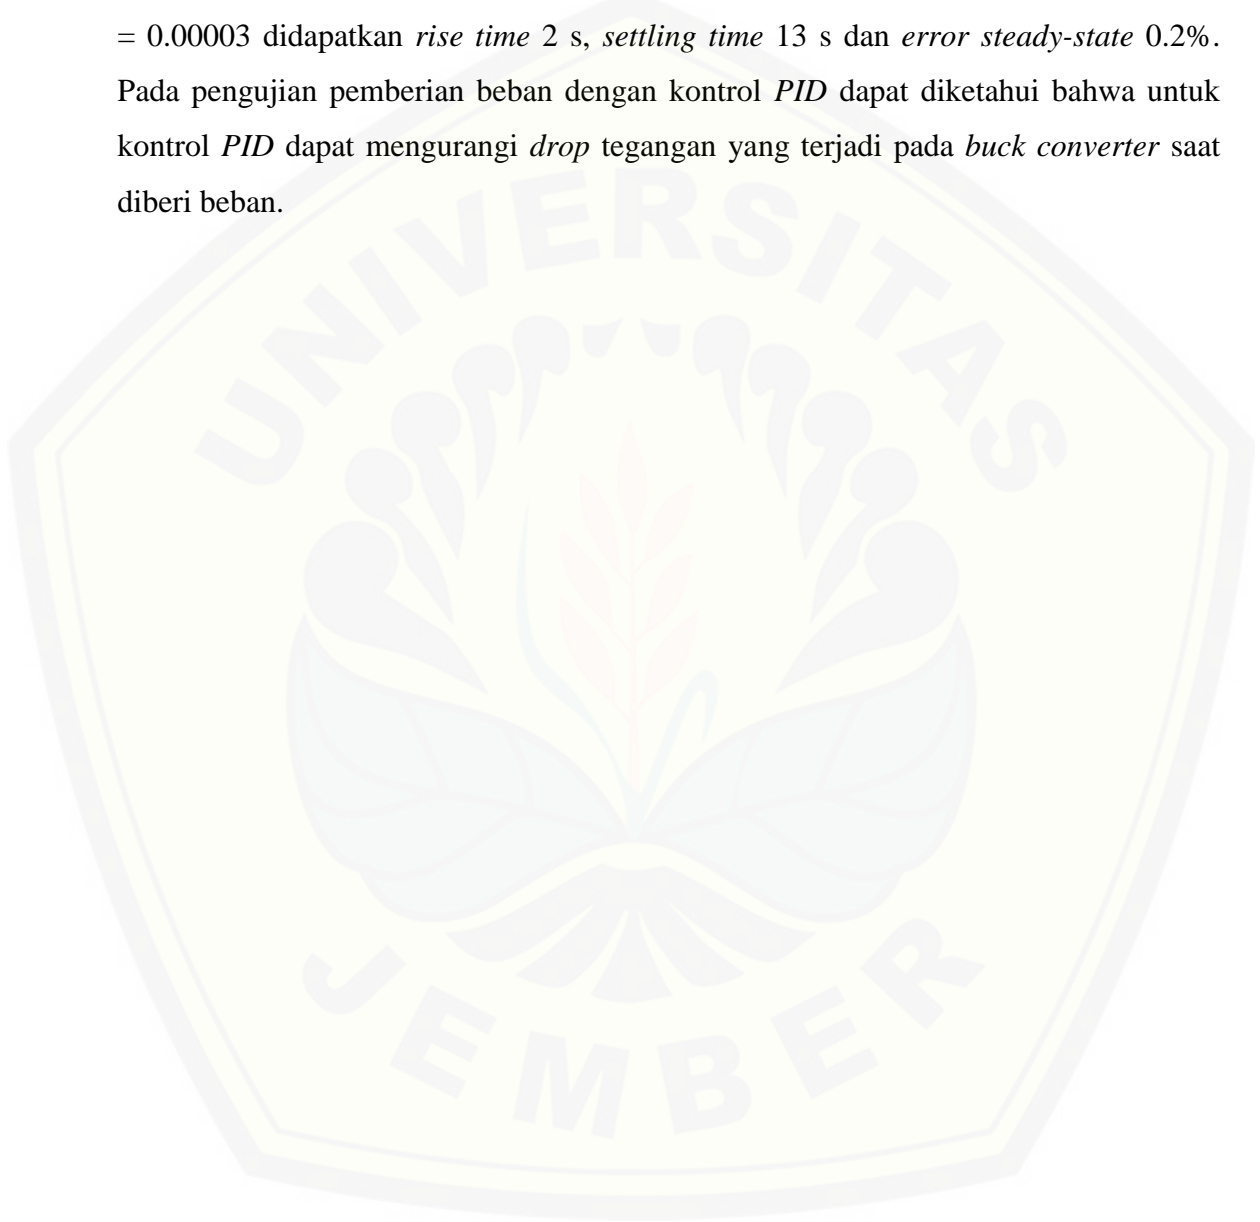 = 0.00003 didapatkan rise time 2 s, settling time 13 s dan error steady-state 0.2%.
Pada pengujian pemberian beban dengan kontrol PID dapat diketahui bahwa untuk
kontrol PID dapat mengurangi drop tegangan yang terjadi pada buck converter saat
diberi beban.
UNIVERSITAS
JEMBER